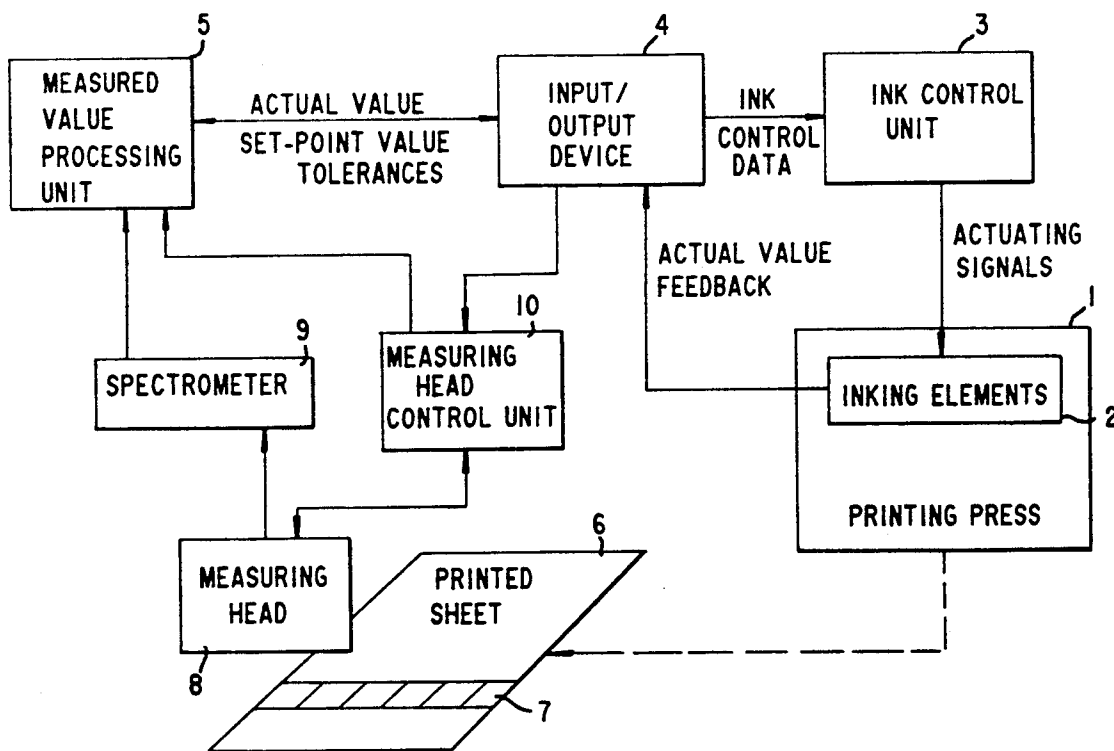 5
4
3
MEASURED
VALUE
PROCESSING
UNIT
ACTUAL VALUE
SET-POINT VALUE
TOLERANCES
INPUT/
OUTPUT
DEVICE
INK
CONTROL
DATA
INK CONTROL
UNIT
ACTUAL VALUE
FEEDBACK
ACTUATING
SIGNALS
9
SPECTROMETER
10
MEASURING
HEAD
CONTROL UNIT
1
INKING ELEMENTS
2
PRINTING PRESS
MEASURING
HEAD
8
6
PRINTED
SHEET
7